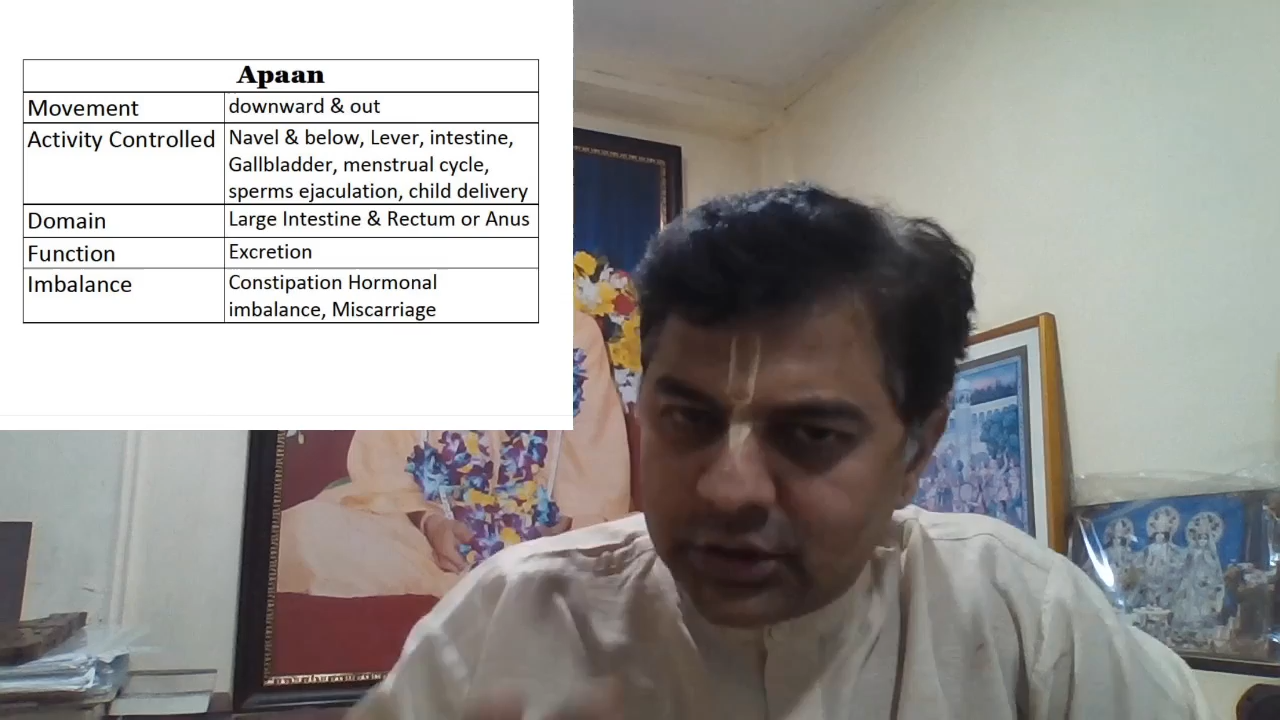 Apaan
Movement downward & out
Activity Controlled Navel & below, Lever, intestine,
Gallbladder, menstrual cycle,
sperms ejaculation, child delivery
Domain Large Intestine & Rectum or Anus
Function Excretion
Imbalance Constipation Hormonal
imbalance, Miscarriage